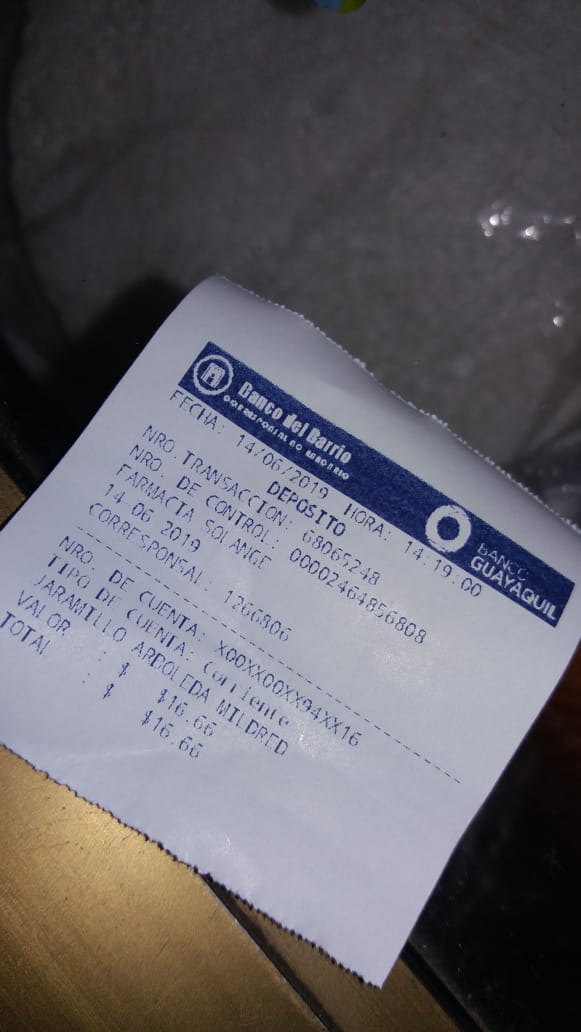 Banco del Barrio
CORRESPONSAL NO BANCARIO
BANCO
GUAYAQUIL
FECHA: 14/06/2019 HORA: 14:19:00
DEPOSITO
NRO. TRANSACCION: 68065248
NRO. DE CONTROL: 00002464856808
FARMACIA SOLANGE
14 06 2019
CORRESPONSAL: 1266806
NRO. DE CUENTA: X00XX00XX94XX16
TIPO DE CUENTA: Corriente
JARAMILLO ARBOLEDA MILDRED
VALOR : $ $16.66
TOTAL : $ $16.66